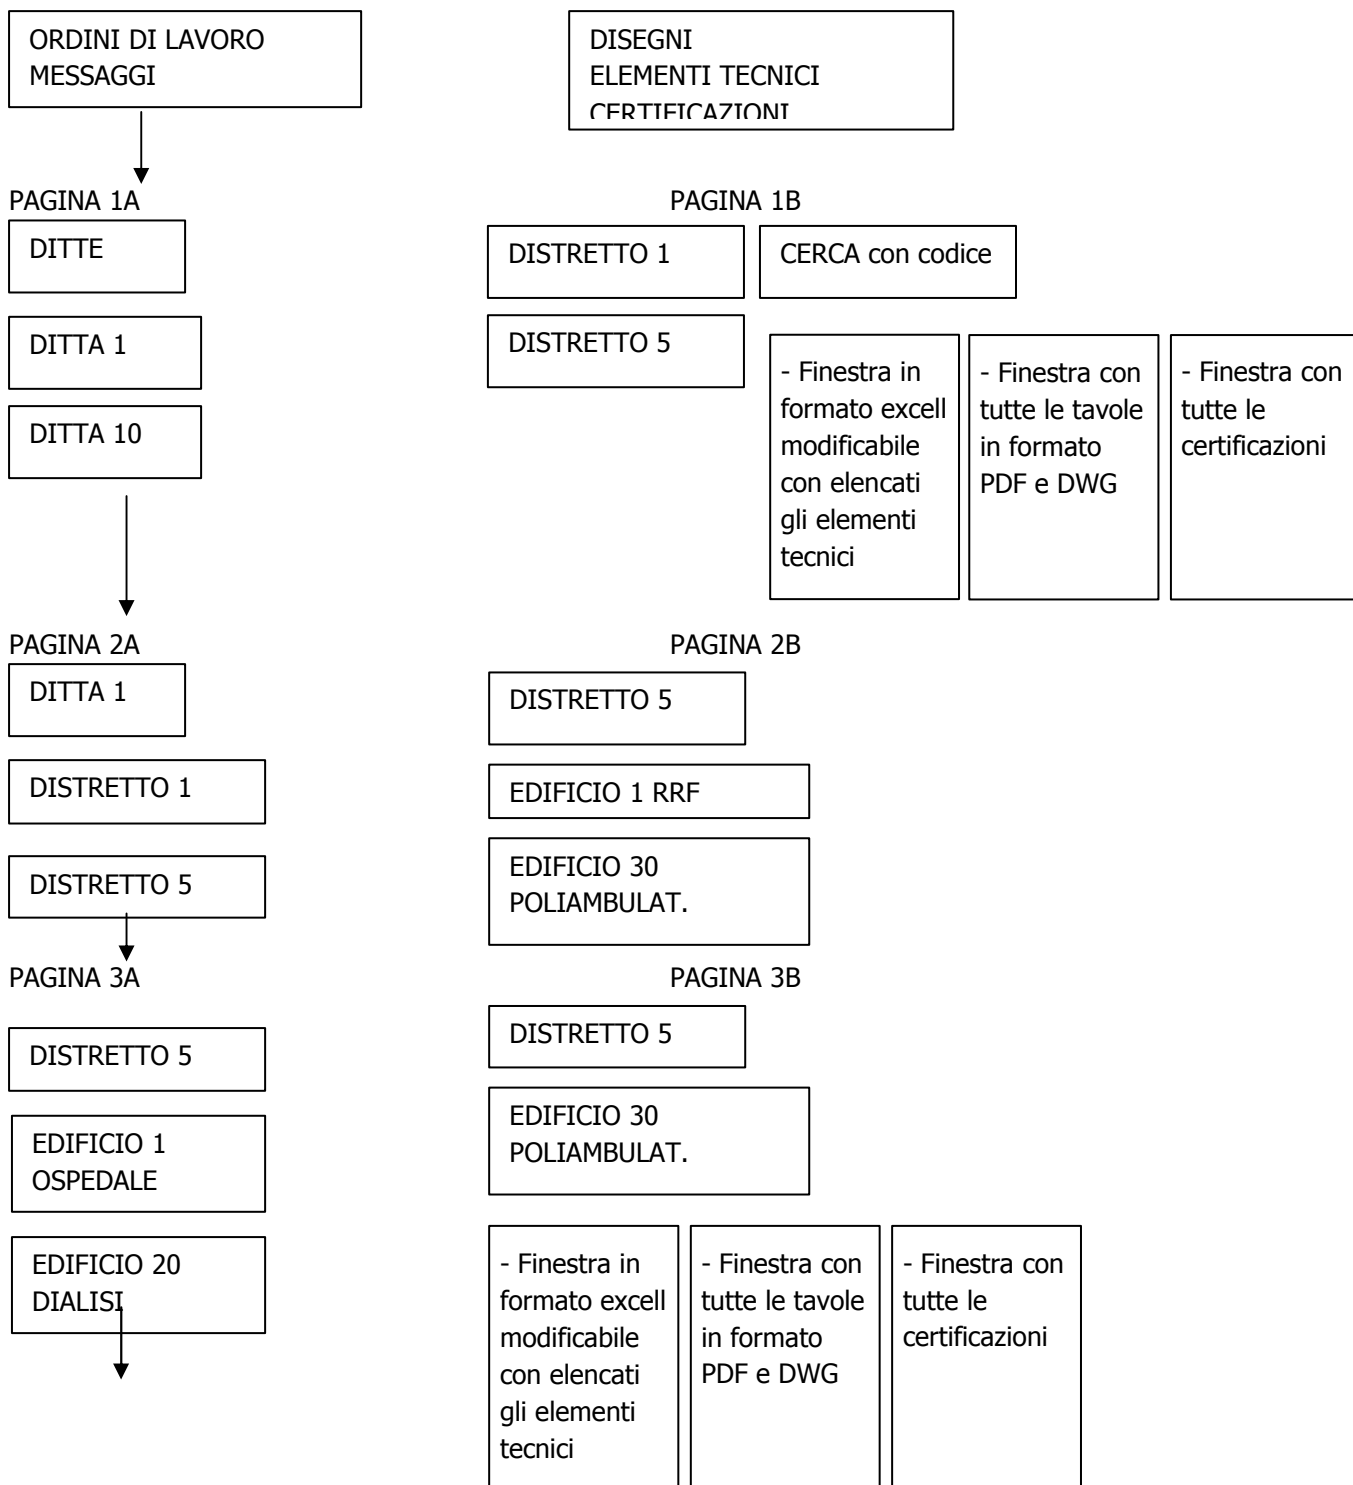 ORDINI DI LAVORO
MESSAGGI
DISEGNI
ELEMENTI TECNICI
CERTIFICAZIONI
PAGINA 1A
DITTE
DITTA 1
DITTA 10
PAGINA 1B
DISTRETTO 1
CERCA con codice
DISTRETTO 5
- Finestra in
formato excell
modificabile
con elencati
gli elementi
tecnici
- Finestra con
tutte le tavole
in formato
PDF e DWG
- Finestra con
tutte le
certificazioni
PAGINA 2A
DITTA 1
DISTRETTO 1
DISTRETTO 5
PAGINA 2B
DISTRETTO 5
EDIFICIO 1 RRF
EDIFICIO 30
POLIAMBULAT.
PAGINA 3A
DISTRETTO 5
EDIFICIO 1
OSPEDALE
EDIFICIO 20
DIALISI
PAGINA 3B
DISTRETTO 5
EDIFICIO 30
POLIAMBULAT.
- Finestra in
formato excell
modificabile
con elencati
gli elementi
tecnici
- Finestra con
tutte le tavole
in formato
PDF e DWG
- Finestra con
tutte le
certificazioni